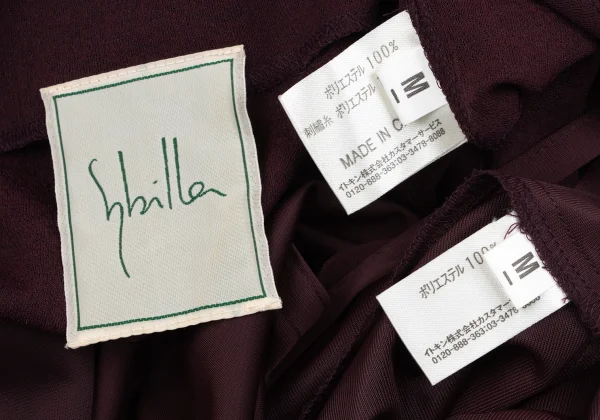 Sybilla
ポリエステル 100%
刺繍糸 ポリエステル
MADE IN C
イトキン株式会社カスタマーサービス
0120-888-363:03-3478-8088
M
ポリエステル 100%
イトキン株式会社カスタマーサ
0120-888-363:03-3478
M